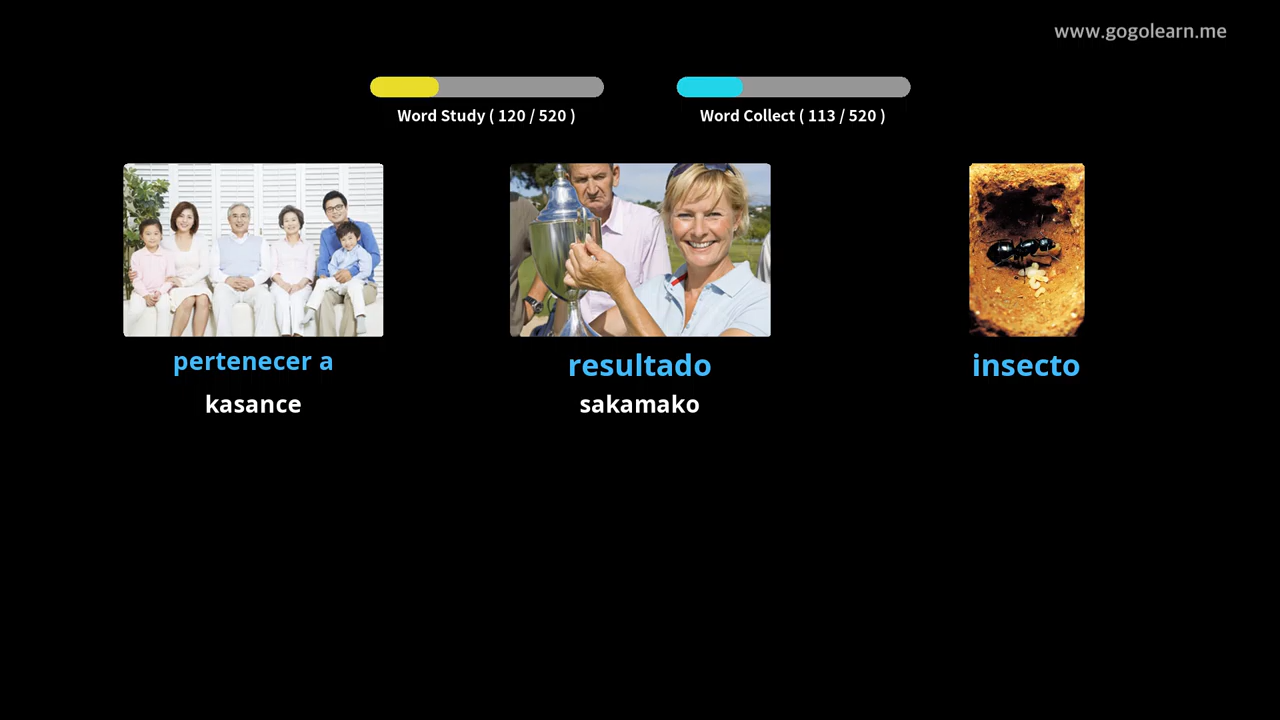 www.gogolearn.me
Word Study ( 120 / 520 )
Word Collect ( 113 / 520 )
pertenecer a
kasance
resultado
sakamako
insecto